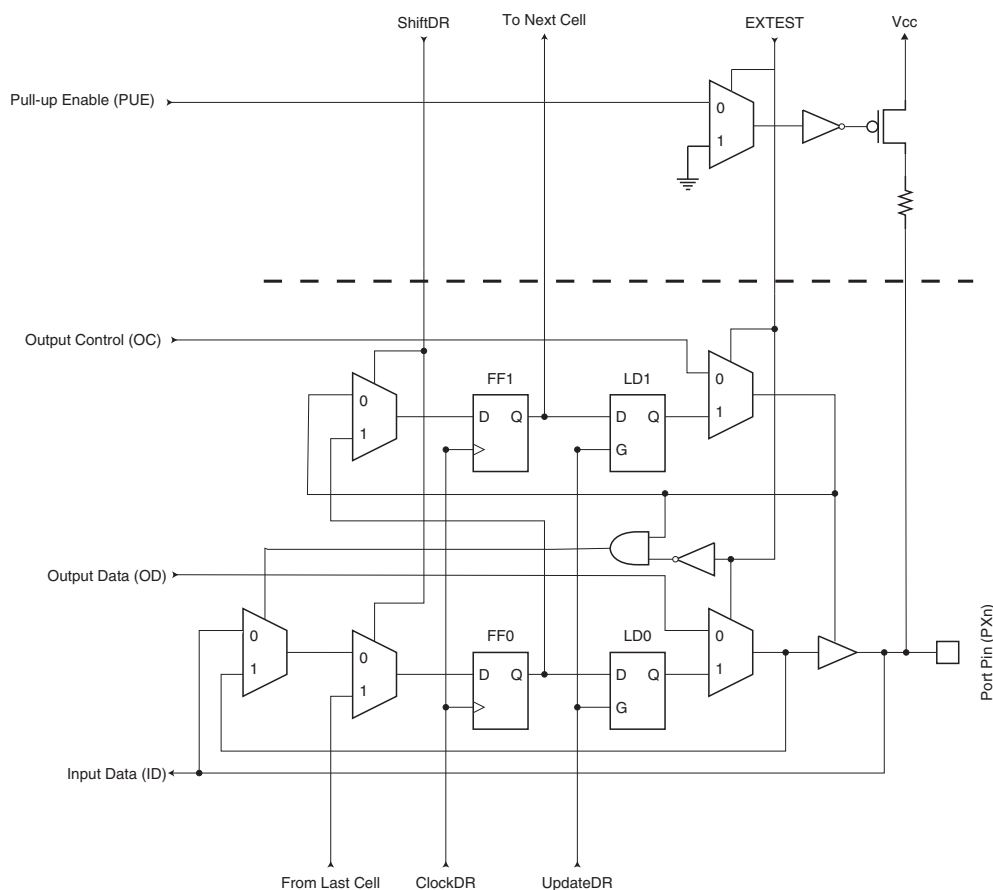 ShiftDR
To Next Cell
EXTEST
Vcc
Pull-up Enable (PUE)
0
1
Output Control (OC)
FF1
LD1
0
1
0
1
D Q
D Q
G
Output Data (OD)
FF0
LD0
0
1
0
1
0
1
D Q
D Q
G
Port Pin (PXn)
Input Data (ID)
From Last Cell
ClockDR
UpdateDR